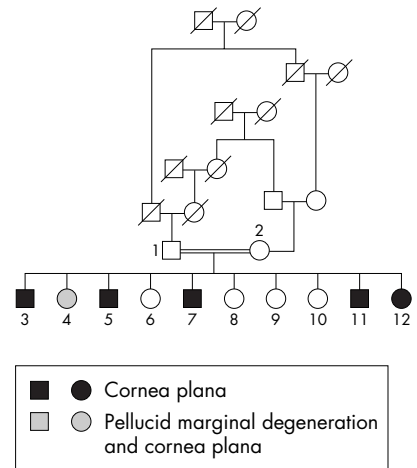 2
1
3 4 5 6 7 8 9 10 11 12
Cornea plana
Pellucid marginal degeneration
and cornea plana